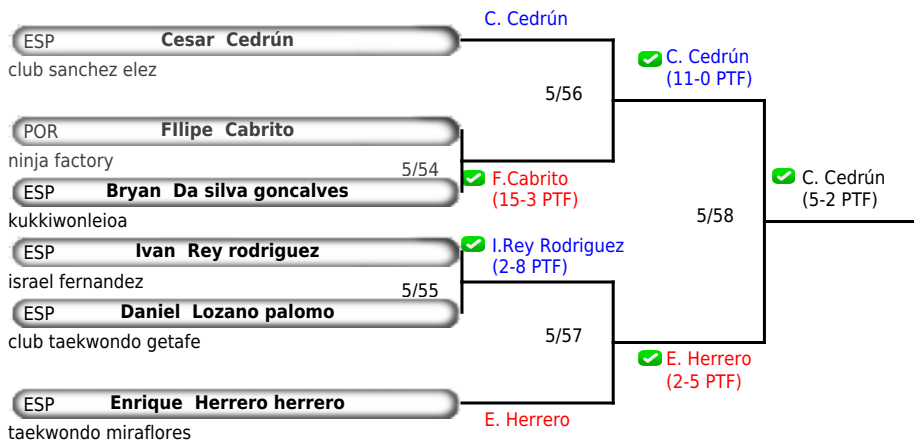 C. Cedrún
ESP Cesar Cedrún
club sanchez elez
C. Cedrún
(11-0 PTF)
5/56
POR FIlipe Cabrito
ninja factory
5/54
ESP Bryan Da silva goncalves
kukkiwonleioa
F.Cabrito
(15-3 PTF)
C. Cedrún
(5-2 PTF)
5/58
ESP Ivan Rey rodriguez
israel fernandez
I.Rey Rodriguez
(2-8 PTF)
5/55
ESP Daniel Lozano palomo
club taekwondo getafe
5/57
E. Herrero
(2-5 PTF)
ESP Enrique Herrero herrero
taekwondo miraflores
E. Herrero